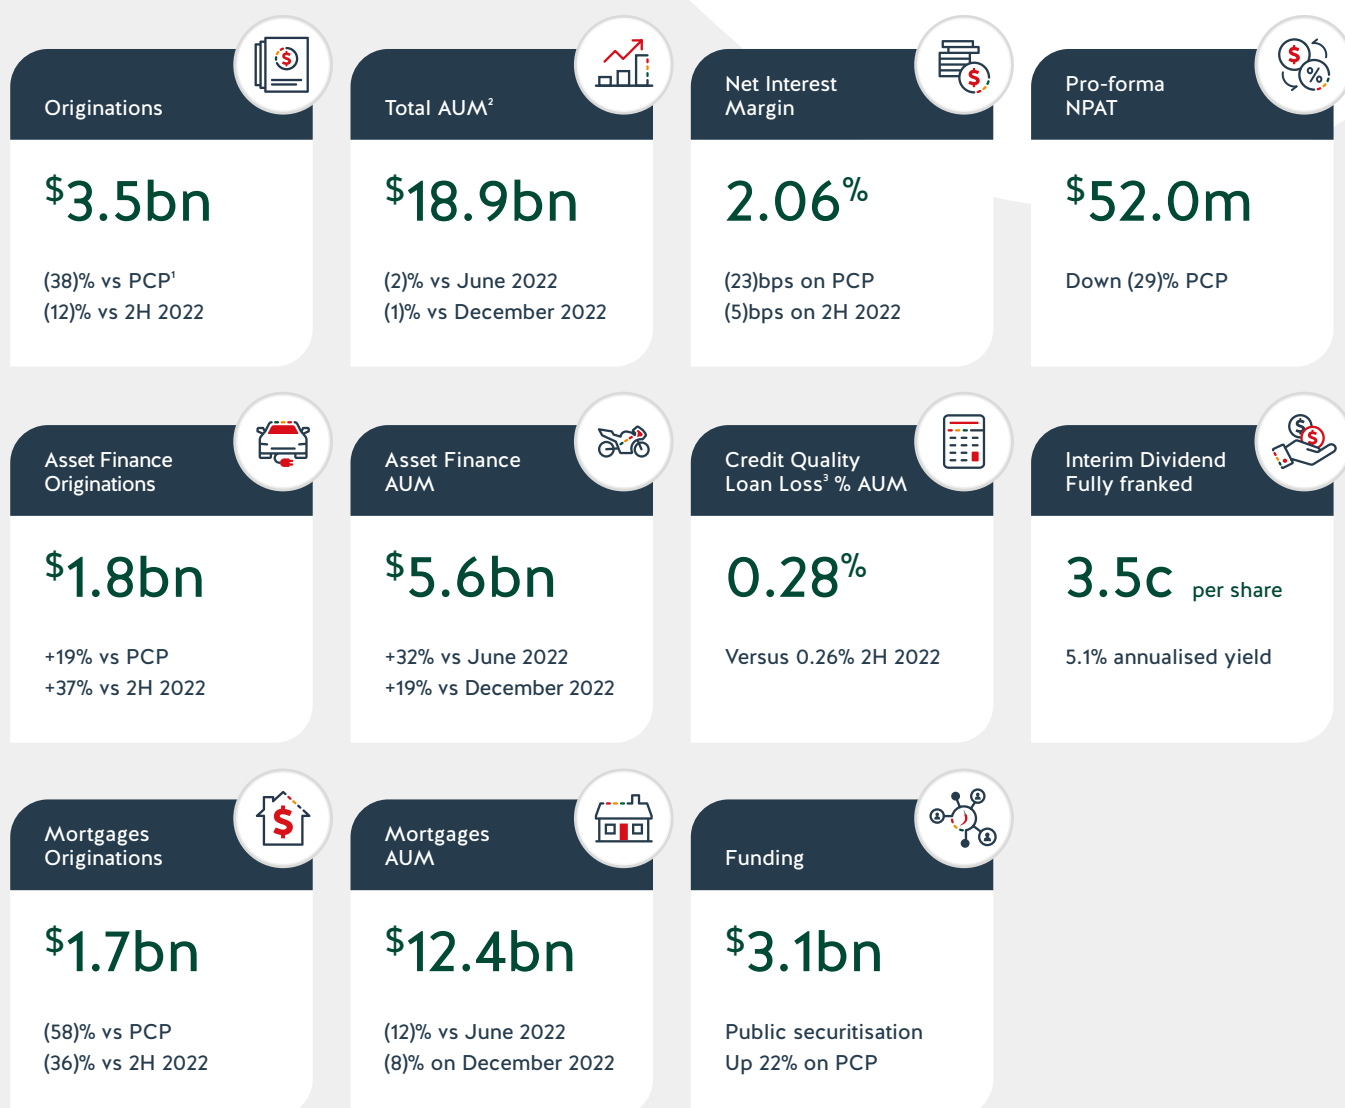 Originations
$3.5bn
(38)% vs PCP¹
(12)% vs 2H 2022
Total AUM²
$18.9bn
(2)% vs June 2022
(1)% vs December 2022
Net Interest
Margin
2.06%
(23)bps on PCP
(5)bps on 2H 2022
Pro-forma
NPAT
$52.0m
Down (29)% PCP
Asset Finance
Originations
$1.8bn
+19% vs PCP
+37% vs 2H 2022
Asset Finance
AUM
$5.6bn
+32% vs June 2022
+19% vs December 2022
Credit Quality
Loan Loss³ % AUM
0.28%
Versus 0.26% 2H 2022
Interim Dividend
Fully franked
3.5c per share
5.1% annualised yield
Mortgages
Originations
$1.7bn
(58)% vs PCP
(36)% vs 2H 2022
Mortgages
AUM
$12.4bn
(12)% vs June 2022
(8)% on December 2022
Funding
$3.1bn
Public securitisation
Up 22% on PCP